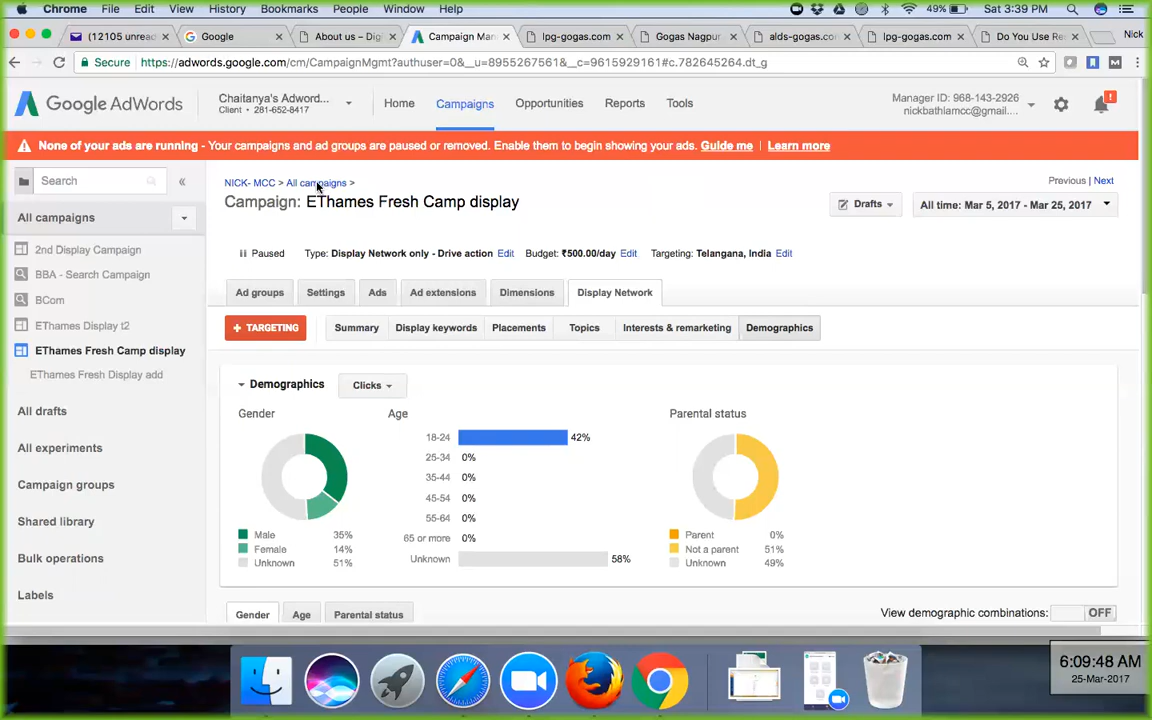 Chrome File Edit View History Bookmarks People Window Help 49% Sat 3:39 PM
(12105 unread Google About us – Dig Campaign Man lpg-gogas.com Gogas Nagpur alds-gogas.co lpg-gogas.com Do You Use Re Nick
Secure https://adwords.google.com/cm/CampaignMgmt?authuser=0&__u=8955267561&__c=9615929161#c.782645264.dt_g
Google AdWords Chaitanya's Adword... Home Campaigns Opportunities Reports Tools Manager ID: 968-143-2926
Client · 281-652-8417 nickbathlamcc@gmail....
None of your ads are running - Your campaigns and ad groups are paused or removed. Enable them to begin showing your ads. Guide me | Learn more
Search
NICK- MCC > All campaigns > Previous | Next
All campaigns
Campaign: EThames Fresh Camp display Drafts All time: Mar 5, 2017 - Mar 25, 2017
2nd Display Campaign
Paused Type: Display Network only - Drive action Edit Budget: ₹500.00/day Edit Targeting: Telangana, India Edit
BBA - Search Campaign
BCom
Ad groups Settings Ads Ad extensions Dimensions Display Network
EThames Display t2
+ TARGETING Summary Display keywords Placements Topics Interests & remarketing Demographics
EThames Fresh Camp display
EThames Fresh Display add
All drafts
All experiments
Campaign groups
Shared library
Bulk operations
Labels
Demographics Clicks
Gender Age Parental status
18-24 42%
25-34 0%
35-44 0%
45-54 0%
55-64 0%
65 or more 0%
Unknown 58%
Male 35%
Female 14%
Unknown 51%
Parent 0%
Not a parent 51%
Unknown 49%
Gender Age Parental status View demographic combinations: OFF
6:09:48 AM
25-Mar-2017